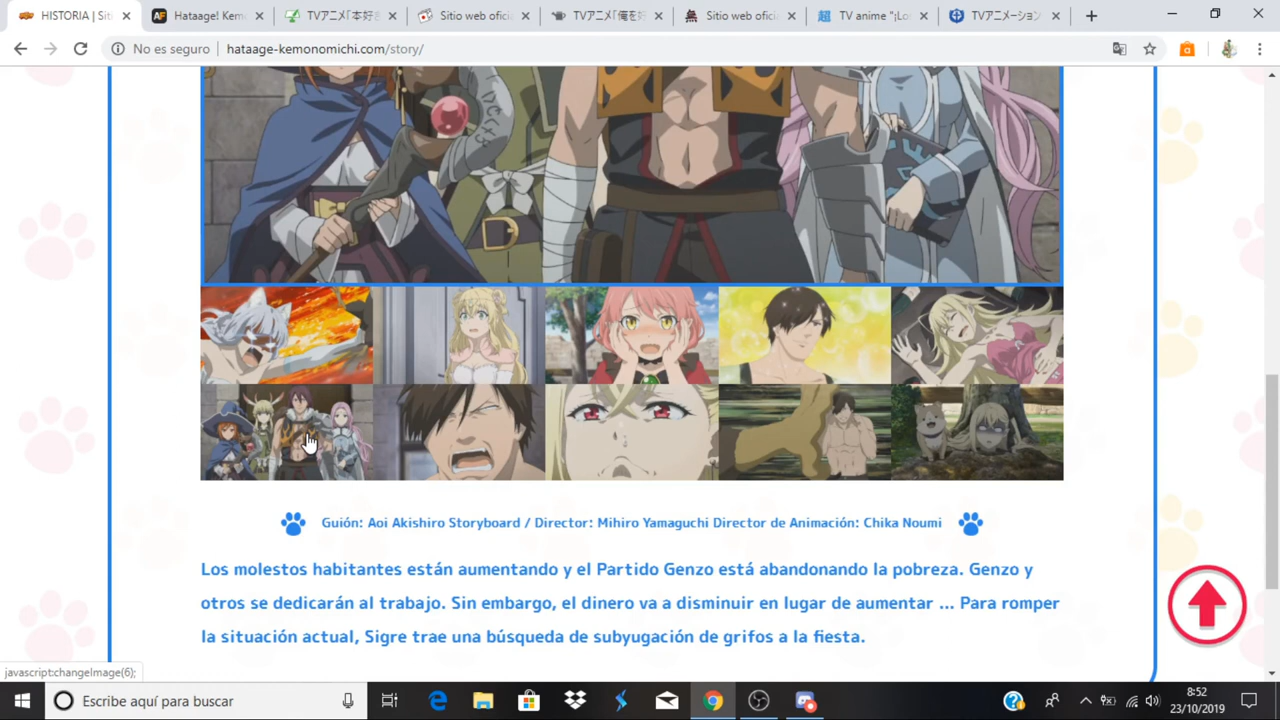 HISTORIA | Siti
Hataage! Kemo
TVアニメ「本好き
Sitio web oficia
TVアニメ「俺を好
Sitio web oficia
TV anime "¡Lo
TVアニメーション
No es seguro
hataage-kemonomichi.com/story/
Guión: Aoi Akishiro Storyboard / Director: Mihiro Yamaguchi Director de Animación: Chika Noumi
Los molestos habitantes están aumentando y el Partido Genzo está abandonando la pobreza. Genzo y
otros se dedicarán al trabajo. Sin embargo, el dinero va a disminuir en lugar de aumentar ... Para romper
la situación actual, Sigre trae una búsqueda de subyugación de grifos a la fiesta.
javascript:changeImage(6);
Escribe aquí para buscar
8:52
23/10/2019